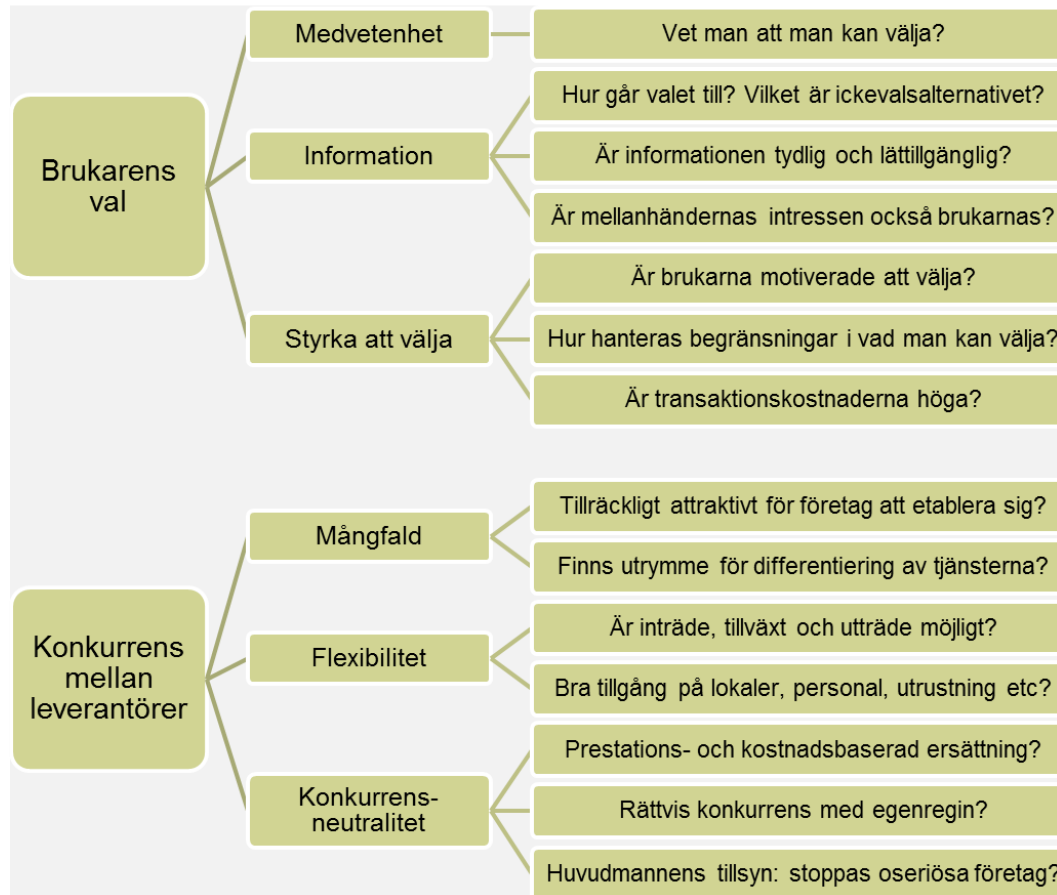 Brukarens
val
Medvetenhet
Vet man att man kan välja?
Information
Hur går valet till? Vilket är ickevalsalternativet?
Är informationen tydlig och lättillgänglig?
Är mellanhändernas intressen också brukarnas?
Styrka att välja
Är brukarna motiverade att välja?
Hur hanteras begränsningar i vad man kan välja?
Är transaktionskostnaderna höga?
Konkurrens
mellan
leverantörer
Mångfald
Tillräckligt attraktivt för företag att etablera sig?
Finns utrymme för differentiering av tjänsterna?
Flexibilitet
Är inträde, tillväxt och utträde möjligt?
Bra tillgång på lokaler, personal, utrustning etc?
Konkurrens-
neutralitet
Prestations- och kostnadsbaserad ersättning?
Rättvis konkurrens med egenregin?
Huvudmannens tillsyn: stoppas oseriösa företag?